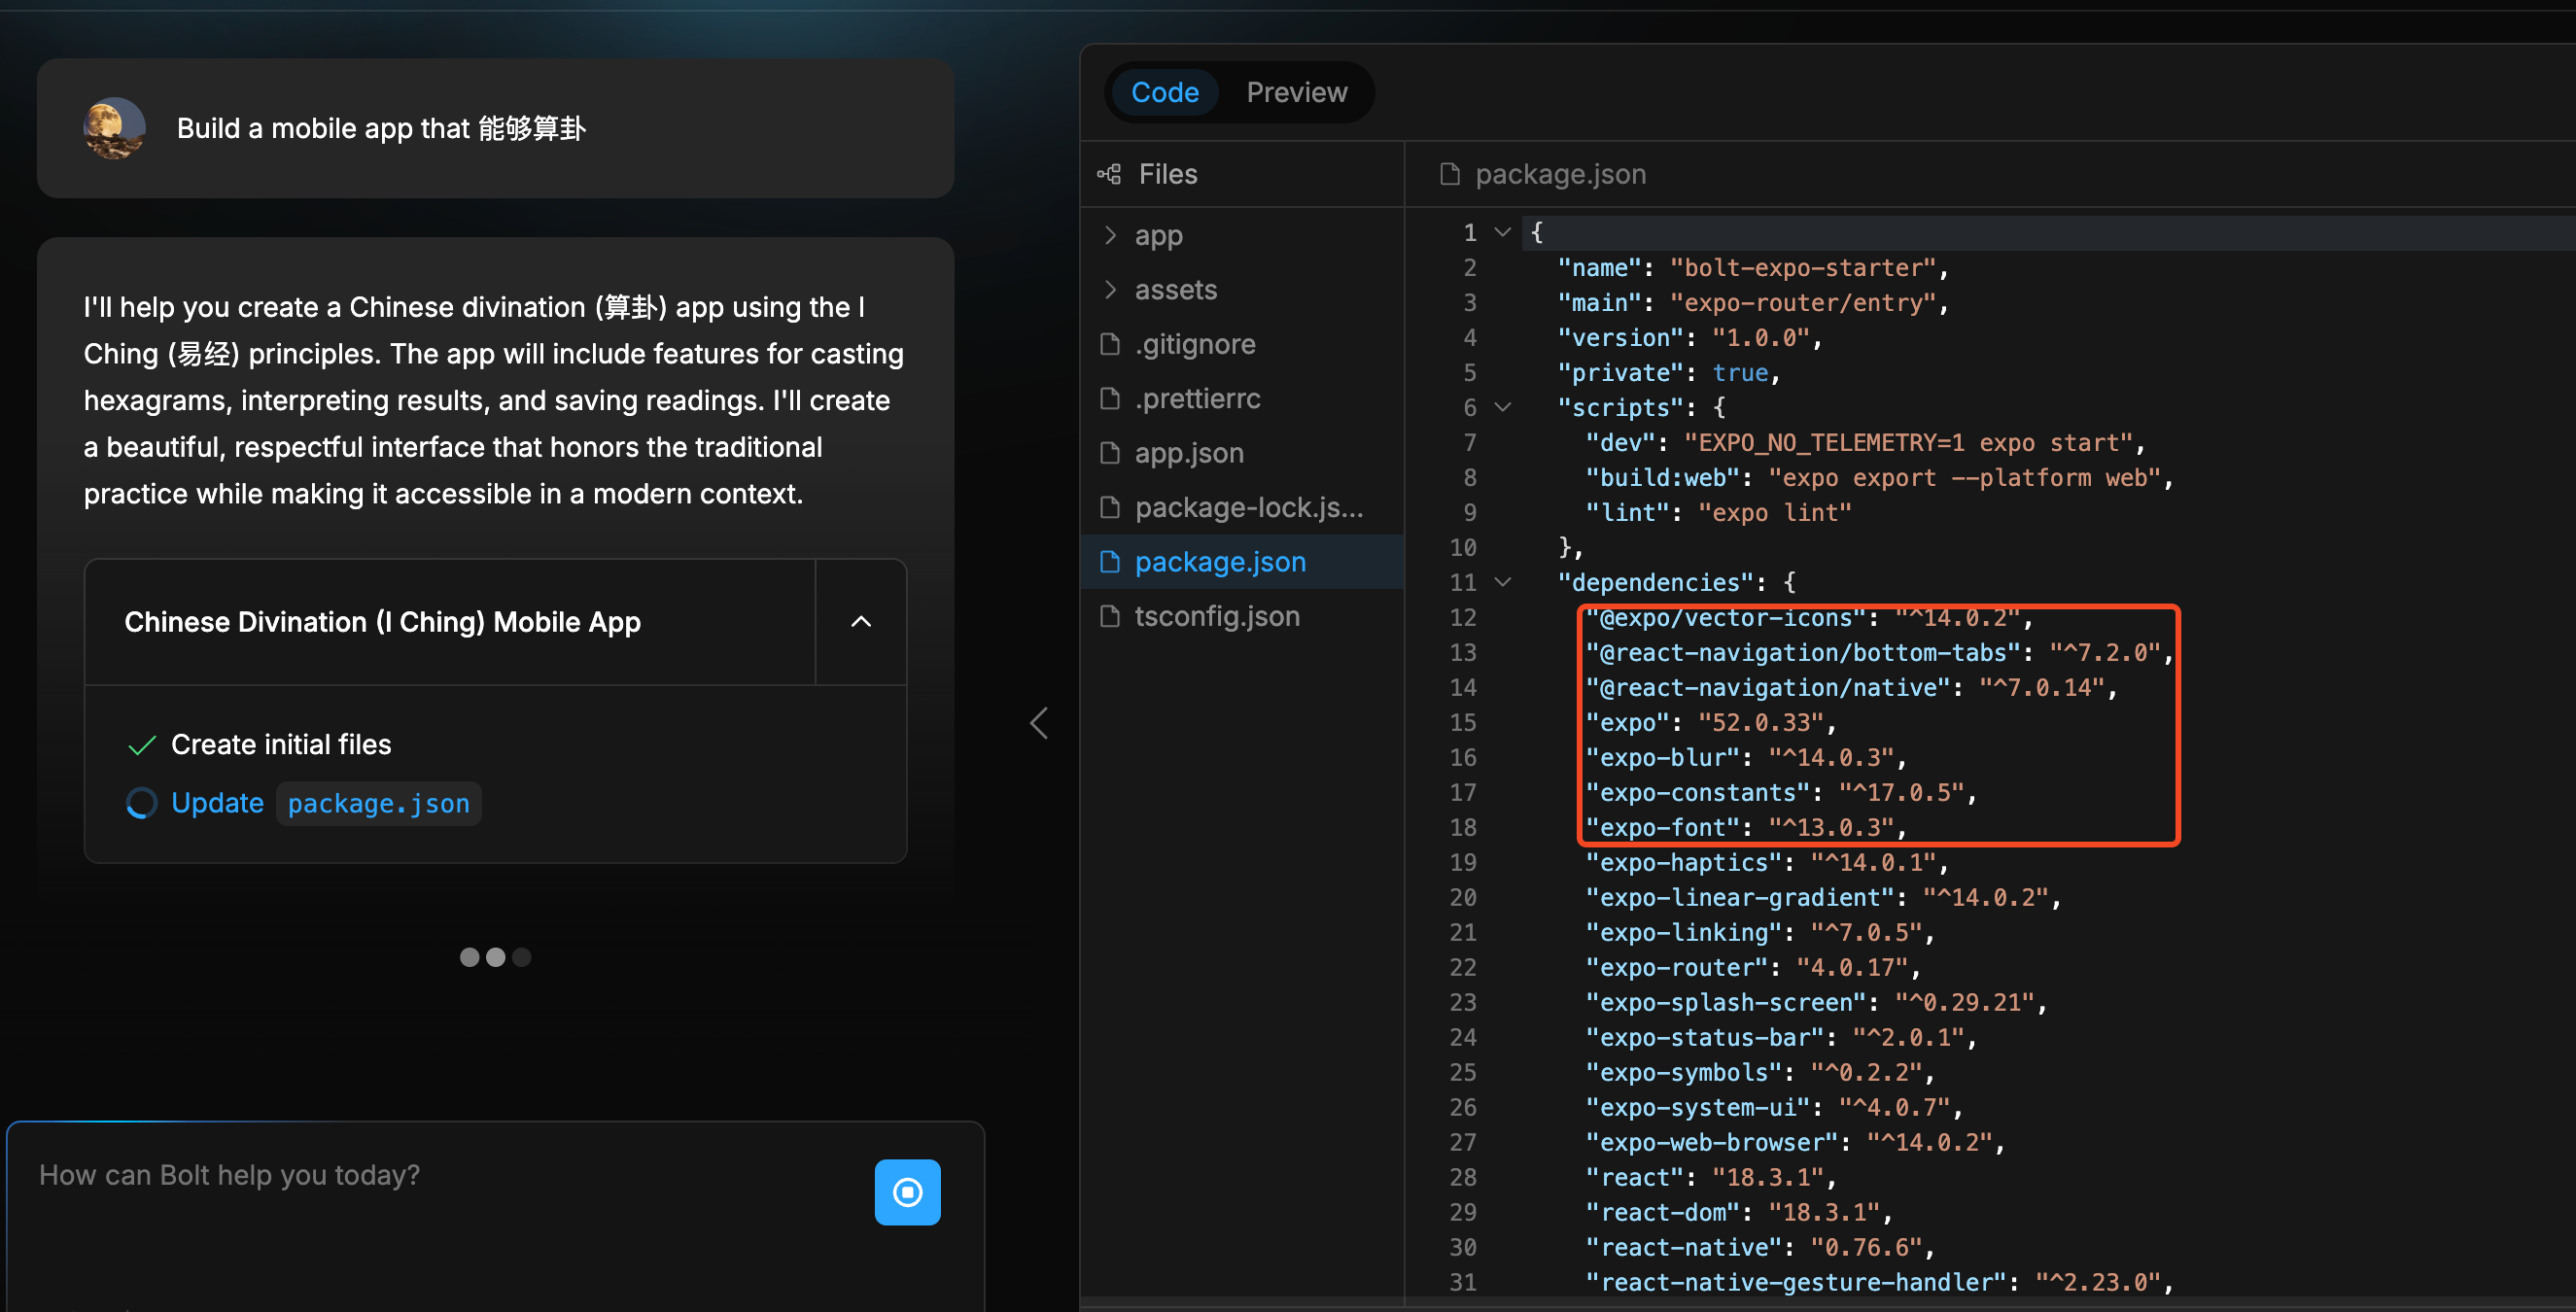 Build a mobile app that 能够算卦
I'll help you create a Chinese divination (算卦) app using the I
Ching (易经) principles. The app will include features for casting
hexagrams, interpreting results, and saving readings. I'll create
a beautiful, respectful interface that honors the traditional
practice while making it accessible in a modern context.
Chinese Divination (I Ching) Mobile App
Create initial files
Update package.json
How can Bolt help you today?
Code Preview
Files
app
assets
.gitignore
.prettierrc
app.json
package-lock.js...
package.json
tsconfig.json
package.json
1 {
2 "name": "bolt-expo-starter",
3 "main": "expo-router/entry",
4 "version": "1.0.0",
5 "private": true,
6 "scripts": {
7 "dev": "EXPO_NO_TELEMETRY=1 expo start",
8 "build:web": "expo export --platform web",
9 "lint": "expo lint"
10 },
11 "dependencies": {
12 "@expo/vector-icons": "^14.0.2",
13 "@react-navigation/bottom-tabs": "^7.2.0",
14 "@react-navigation/native": "^7.0.14",
15 "expo": "52.0.33",
16 "expo-blur": "^14.0.3",
17 "expo-constants": "^17.0.5",
18 "expo-font": "^13.0.3",
19 "expo-haptics": "^14.0.1",
20 "expo-linear-gradient": "^14.0.2",
21 "expo-linking": "^7.0.5",
22 "expo-router": "4.0.17",
23 "expo-splash-screen": "^0.29.21",
24 "expo-status-bar": "^2.0.1",
25 "expo-symbols": "^0.2.2",
26 "expo-system-ui": "^4.0.7",
27 "expo-web-browser": "^14.0.2",
28 "react": "18.3.1",
29 "react-dom": "18.3.1",
30 "react-native": "0.76.6",
31 "react-native-gesture-handler": "^2.23.0",